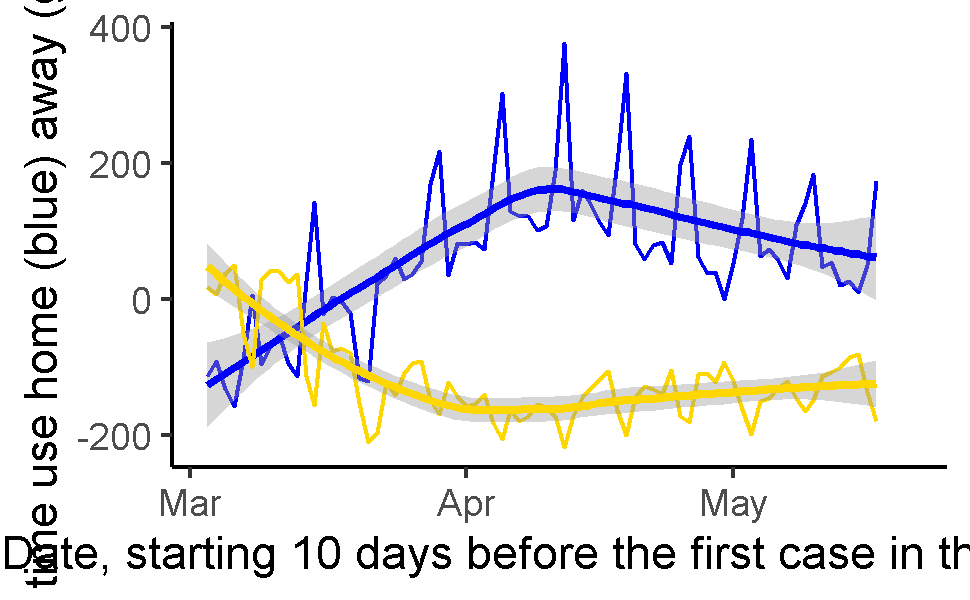 time use home (blue) away (
400
200
0
-200
Mar Apr May
Date, starting 10 days before the first case in th